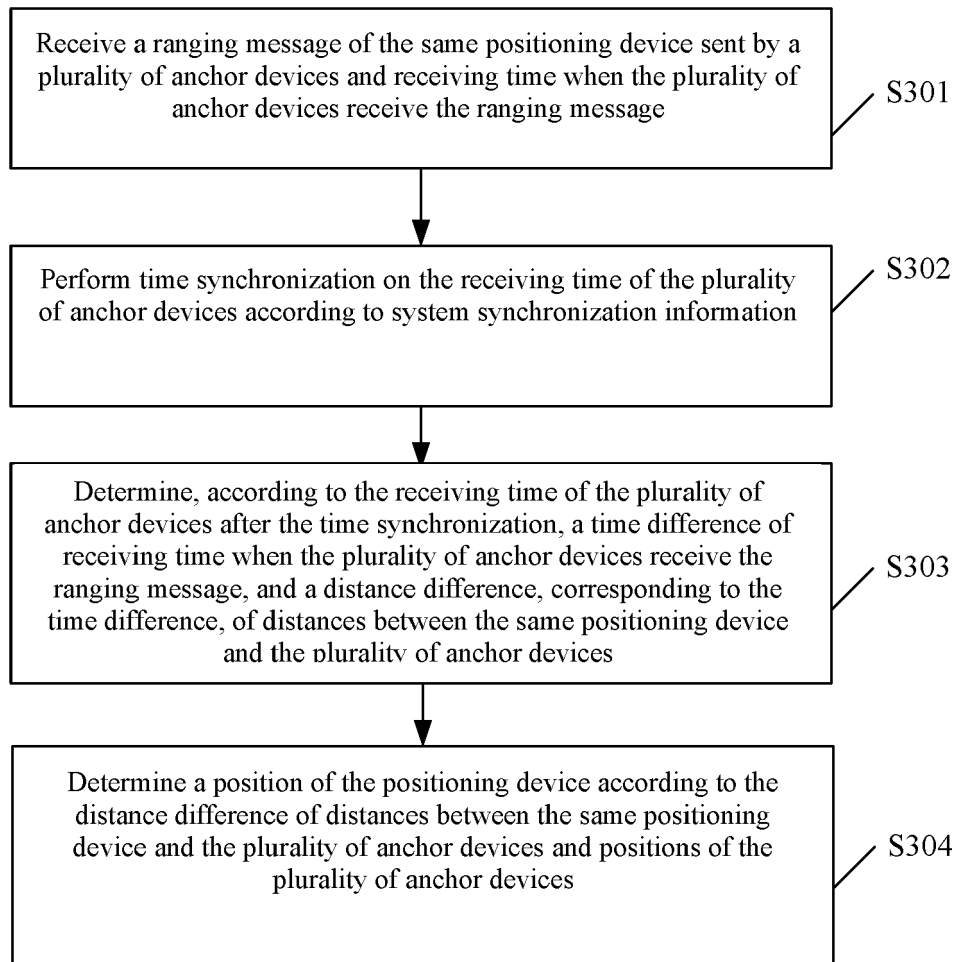 Receive a ranging message of the same positioning device sent by a
plurality of anchor devices and receiving time when the plurality of
anchor devices receive the ranging message
S301
Perform time synchronization on the receiving time of the plurality
of anchor devices according to system synchronization information
S302
Determine, according to the receiving time of the plurality of
anchor devices after the time synchronization, a time difference of
receiving time when the plurality of anchor devices receive the
ranging message, and a distance difference, corresponding to the
time difference, of distances between the same positioning device
and the plurality of anchor devices
S303
Determine a position of the positioning device according to the
distance difference of distances between the same positioning
device and the plurality of anchor devices and positions of the
plurality of anchor devices
S304